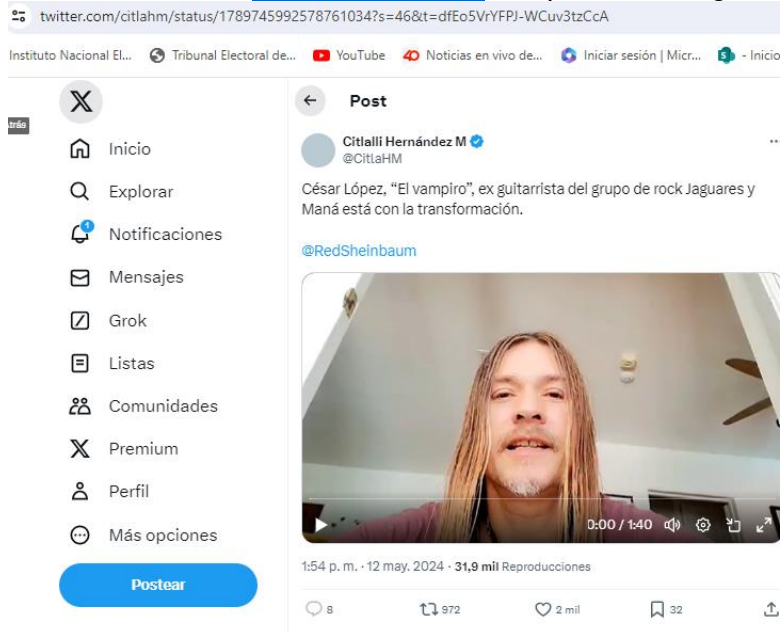 twitter.com/citlahm/status/1789745992578761034?s=46&t=dfEo5VrYFPJ-WCuv3tzCcA
Instituto Nacional El... Tribunal Electoral de... YouTube 40 Noticias en vivo de... Iniciar sesión | Micr... - Inicio
Atrás
Post
Citlalli Hernández M
@CitlaHM
César López, “El vampiro”, ex guitarrista del grupo de rock Jaguares y
Maná está con la transformación.
@RedSheinbaum
0:00 / 1:40
1:54 p. m. · 12 may. 2024 · 31,9 mil Reproducciones
8 972 2 mil 32
Inicio
Explorar
1
Notificaciones
Mensajes
Grok
Listas
Comunidades
Premium
Perfil
Más opciones
Postear